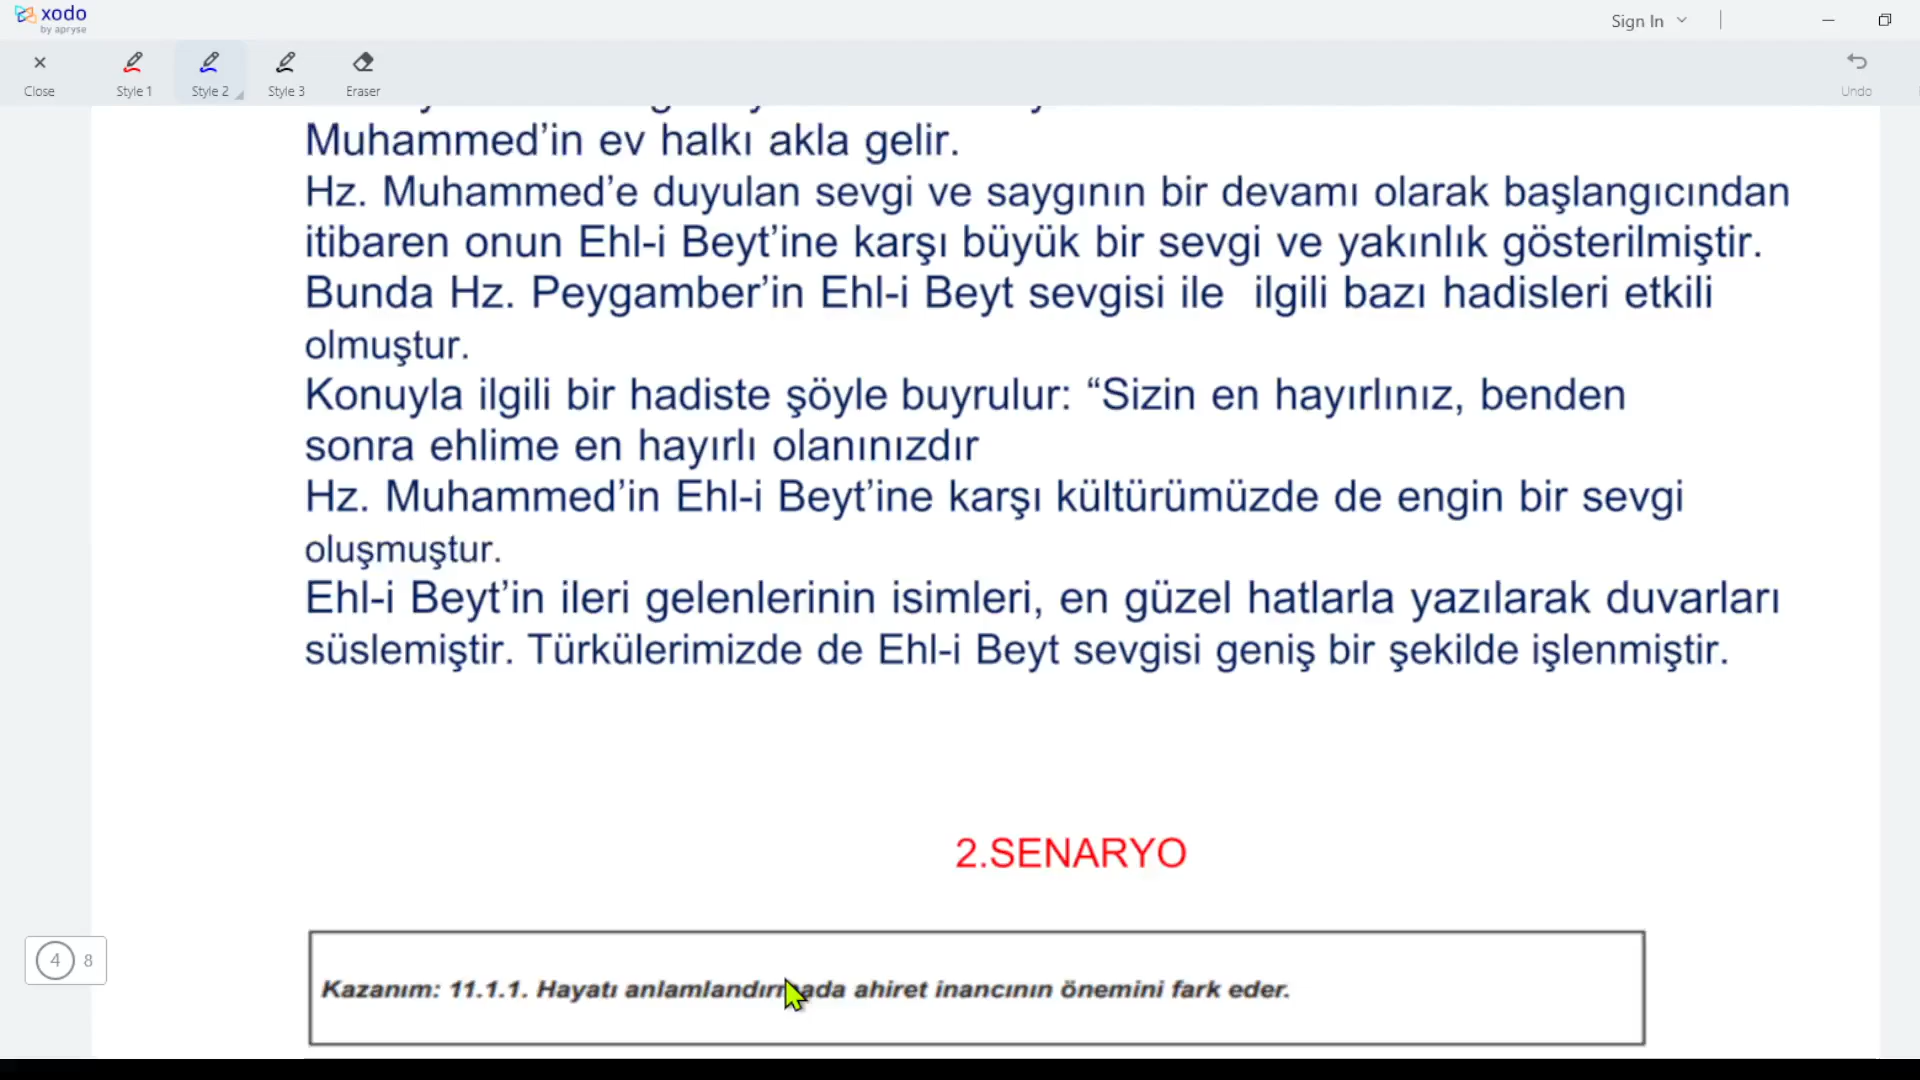 xodo
by apryse
Sign In
Close
Style 1
Style 2
Style 3
Eraser
Undo
Muhammed’in ev halkı akla gelir.
Hz. Muhammed’e duyulan sevgi ve saygının bir devamı olarak başlangıcından
itibaren onun Ehl-i Beyt’ine karşı büyük bir sevgi ve yakınlık gösterilmiştir.
Bunda Hz. Peygamber’in Ehl-i Beyt sevgisi ile ilgili bazı hadisleri etkili
olmuştur.
Konuyla ilgili bir hadiste şöyle buyrulur: “Sizin en hayırlınız, benden
sonra ehlime en hayırlı olanınızdır
Hz. Muhammed’in Ehl-i Beyt’ine karşı kültürümüzde de engin bir sevgi
oluşmuştur.
Ehl-i Beyt’in ileri gelenlerinin isimleri, en güzel hatlarla yazılarak duvarları
süslemiştir. Türkülerimizde de Ehl-i Beyt sevgisi geniş bir şekilde işlenmiştir.
2.SENARYO
4 8
Kazanım: 11.1.1. Hayatı anlamlandırmada ahiret inancının önemini fark eder.